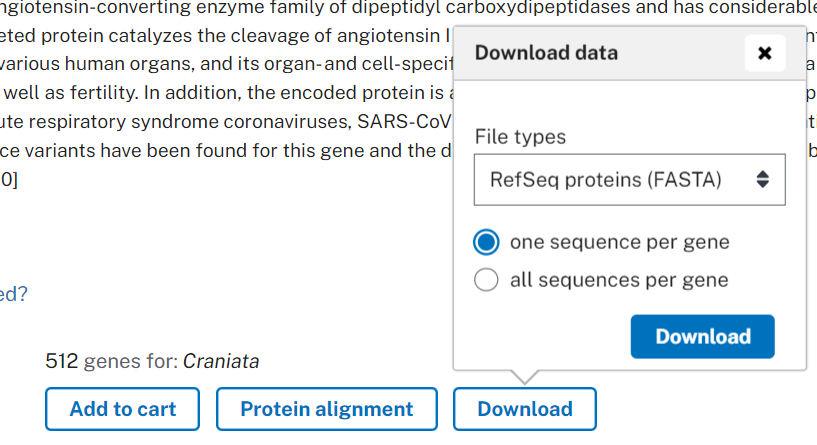 ngiotensin-converting enzyme family of dipeptidyl carboxydipeptidases and has considerable
eted protein catalyzes the cleavage of angiotensin I
various human organs, and its organ- and cell-specif
well as fertility. In addition, the encoded protein is a
ute respiratory syndrome coronaviruses, SARS-CoV
ce variants have been found for this gene and the d
0]
Download data
File types
RefSeq proteins (FASTA)
one sequence per gene
all sequences per gene
Download
ed?
512 genes for: Craniata
Add to cart
Protein alignment
Download